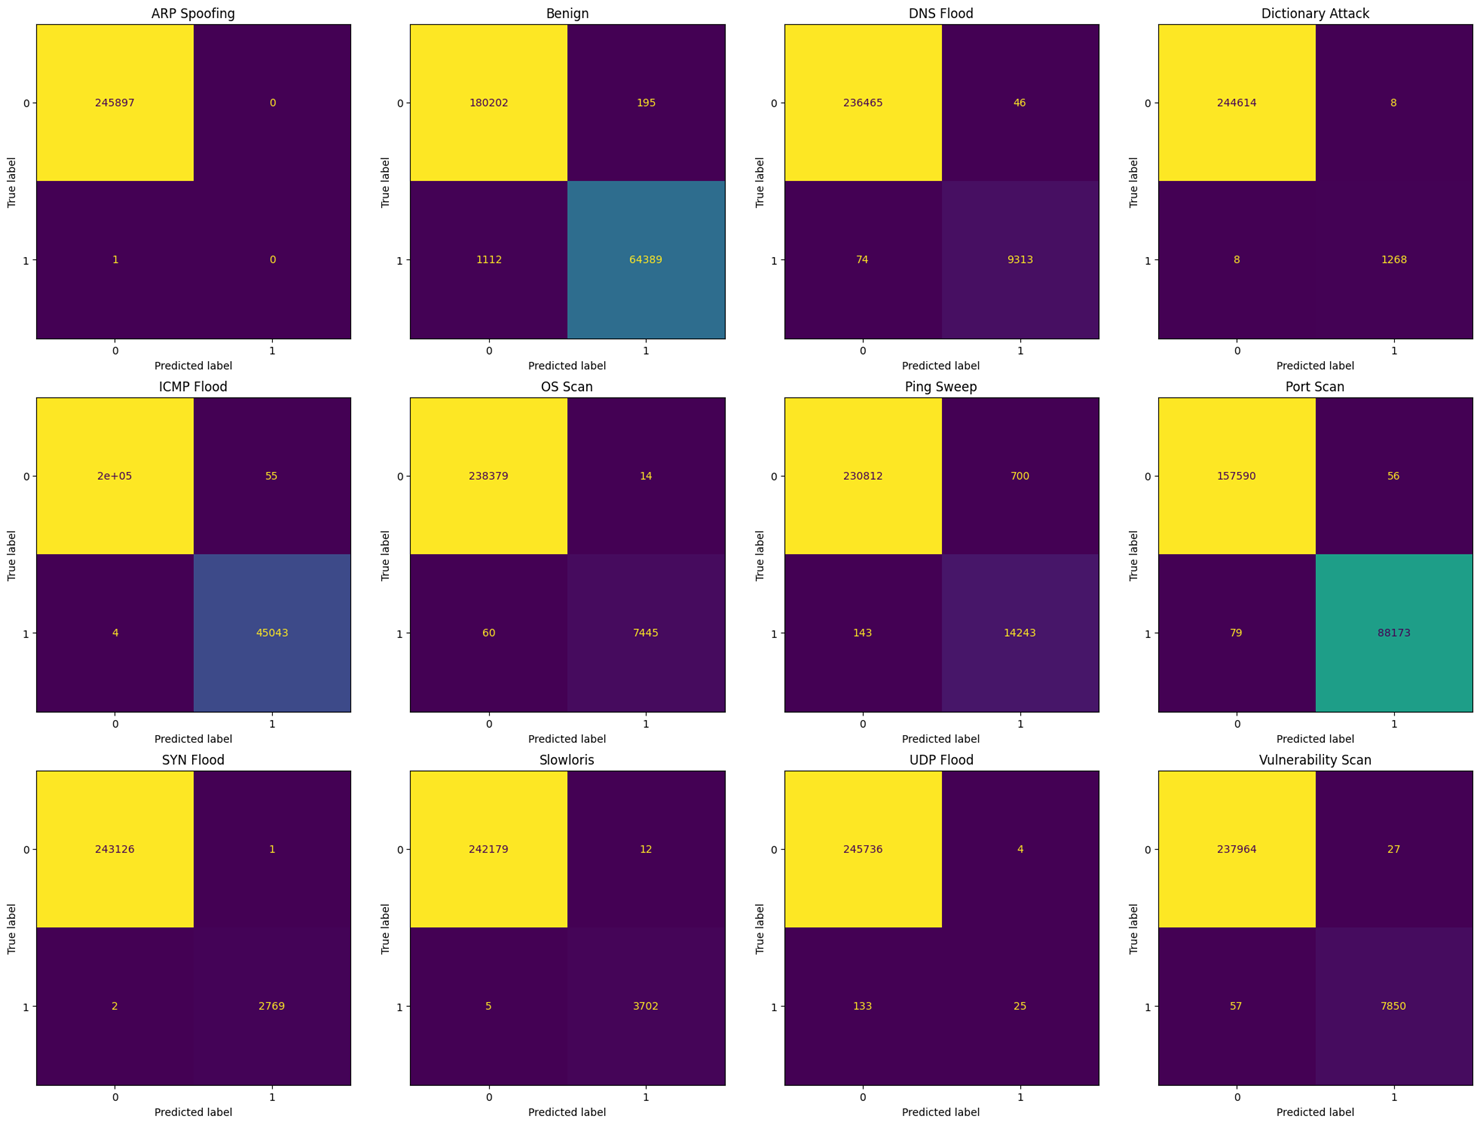 ARP Spoofing
True label
0
245897
0
1
1
0
0
1
Predicted label
Benign
True label
0
180202
195
1
1112
64389
0
1
Predicted label
DNS Flood
True label
0
236465
46
1
74
9313
0
1
Predicted label
Dictionary Attack
True label
0
244614
8
1
8
1268
0
1
Predicted label
ICMP Flood
True label
0
2e+05
55
1
4
45043
0
1
Predicted label
OS Scan
True label
0
238379
14
1
60
7445
0
1
Predicted label
Ping Sweep
True label
0
230812
700
1
143
14243
0
1
Predicted label
Port Scan
True label
0
157590
56
1
79
88173
0
1
Predicted label
SYN Flood
True label
0
243126
1
1
2
2769
0
1
Predicted label
Slowloris
True label
0
242179
12
1
5
3702
0
1
Predicted label
UDP Flood
True label
0
245736
4
1
133
25
0
1
Predicted label
Vulnerability Scan
True label
0
237964
27
1
57
7850
0
1
Predicted label